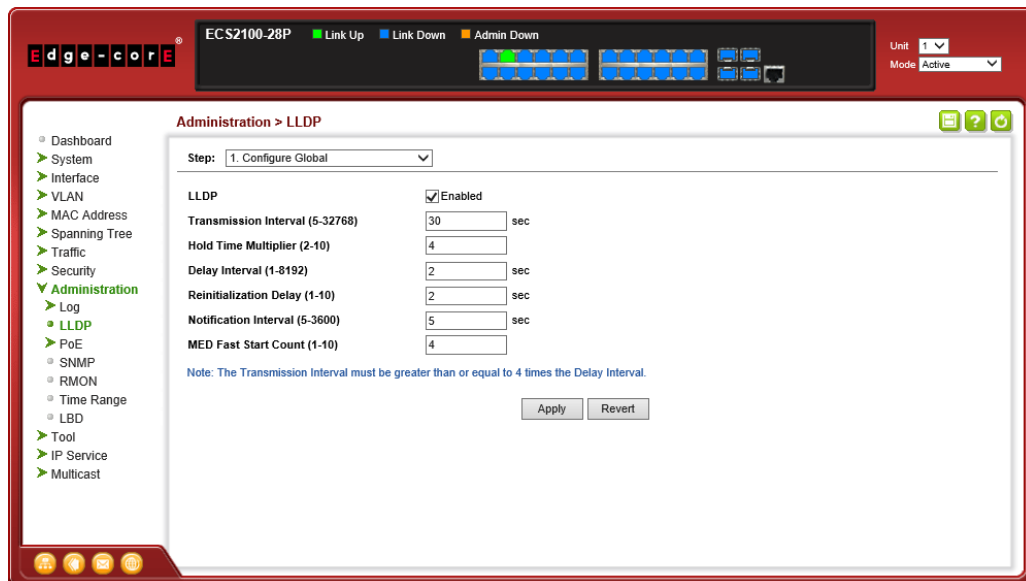 ECS2100-28P Link Up Link Down Admin Down
Edge-corE®
Unit 1
Mode Active
Administration > LLDP
Dashboard
System
Interface
VLAN
MAC Address
Spanning Tree
Traffic
Security
Administration
Log
LLDP
PoE
SNMP
RMON
Time Range
LBD
Tool
IP Service
Multicast
Step: 1. Configure Global
LLDP Enabled
Transmission Interval (5-32768) 30 sec
Hold Time Multiplier (2-10) 4
Delay Interval (1-8192) 2 sec
Reinitialization Delay (1-10) 2 sec
Notification Interval (5-3600) 5 sec
MED Fast Start Count (1-10) 4
Note: The Transmission Interval must be greater than or equal to 4 times the Delay Interval.
Apply Revert